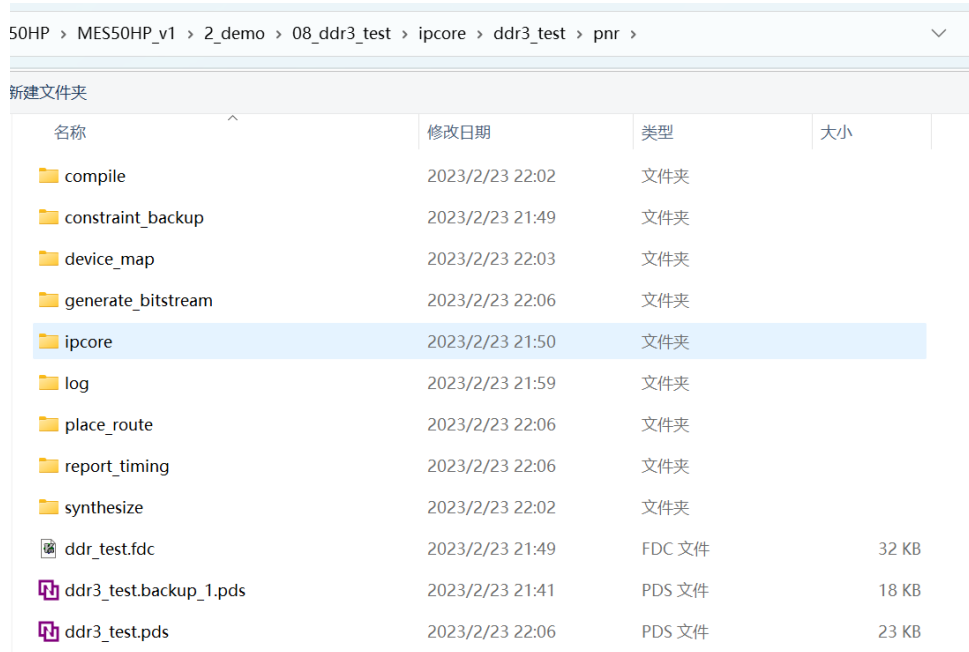 50HP › MES50HP_v1 › 2_demo › 08_ddr3_test › ipcore › ddr3_test › pnr ›
新建文件夹
名称 修改日期 类型 大小
compile 2023/2/23 22:02 文件夹
constraint_backup 2023/2/23 21:49 文件夹
device_map 2023/2/23 22:03 文件夹
generate_bitstream 2023/2/23 22:06 文件夹
ipcore 2023/2/23 21:50 文件夹
log 2023/2/23 21:59 文件夹
place_route 2023/2/23 22:06 文件夹
report_timing 2023/2/23 22:06 文件夹
synthesize 2023/2/23 22:02 文件夹
ddr_test.fdc 2023/2/23 21:49 FDC 文件 32 KB
ddr3_test.backup_1.pds 2023/2/23 21:41 PDS 文件 18 KB
ddr3_test.pds 2023/2/23 22:06 PDS 文件 23 KB